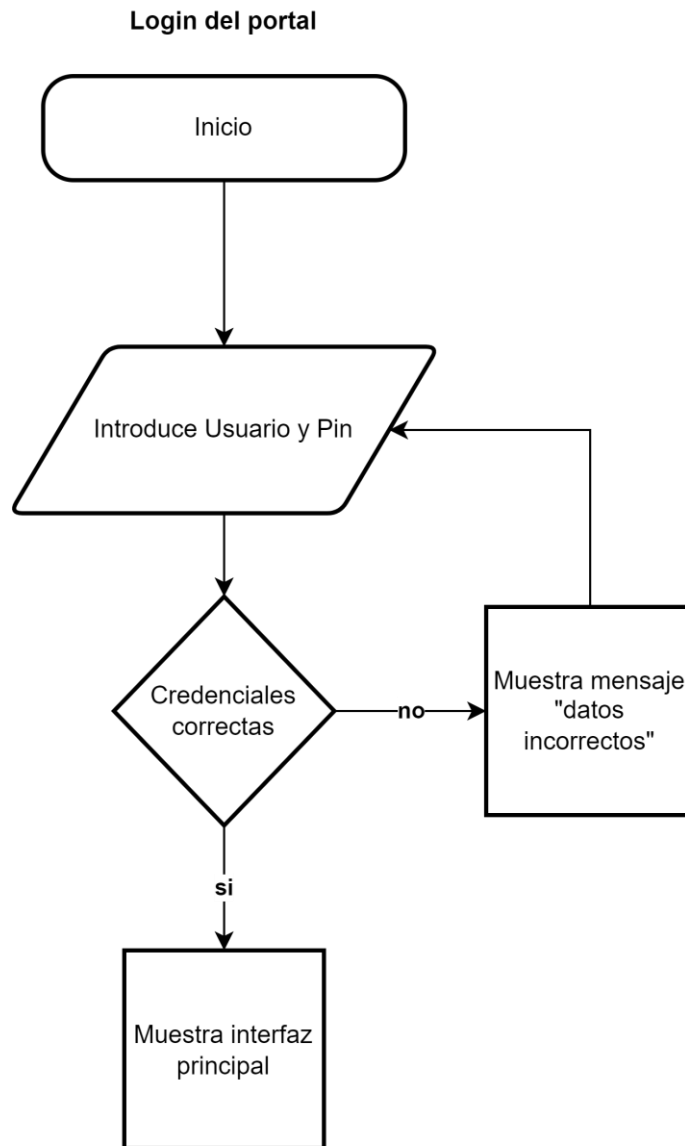 Login del portal
Inicio
Introduce Usuario y Pin
Credenciales
correctas
no
Muestra mensaje
"datos
incorrectos"
si
Muestra interfaz
principal